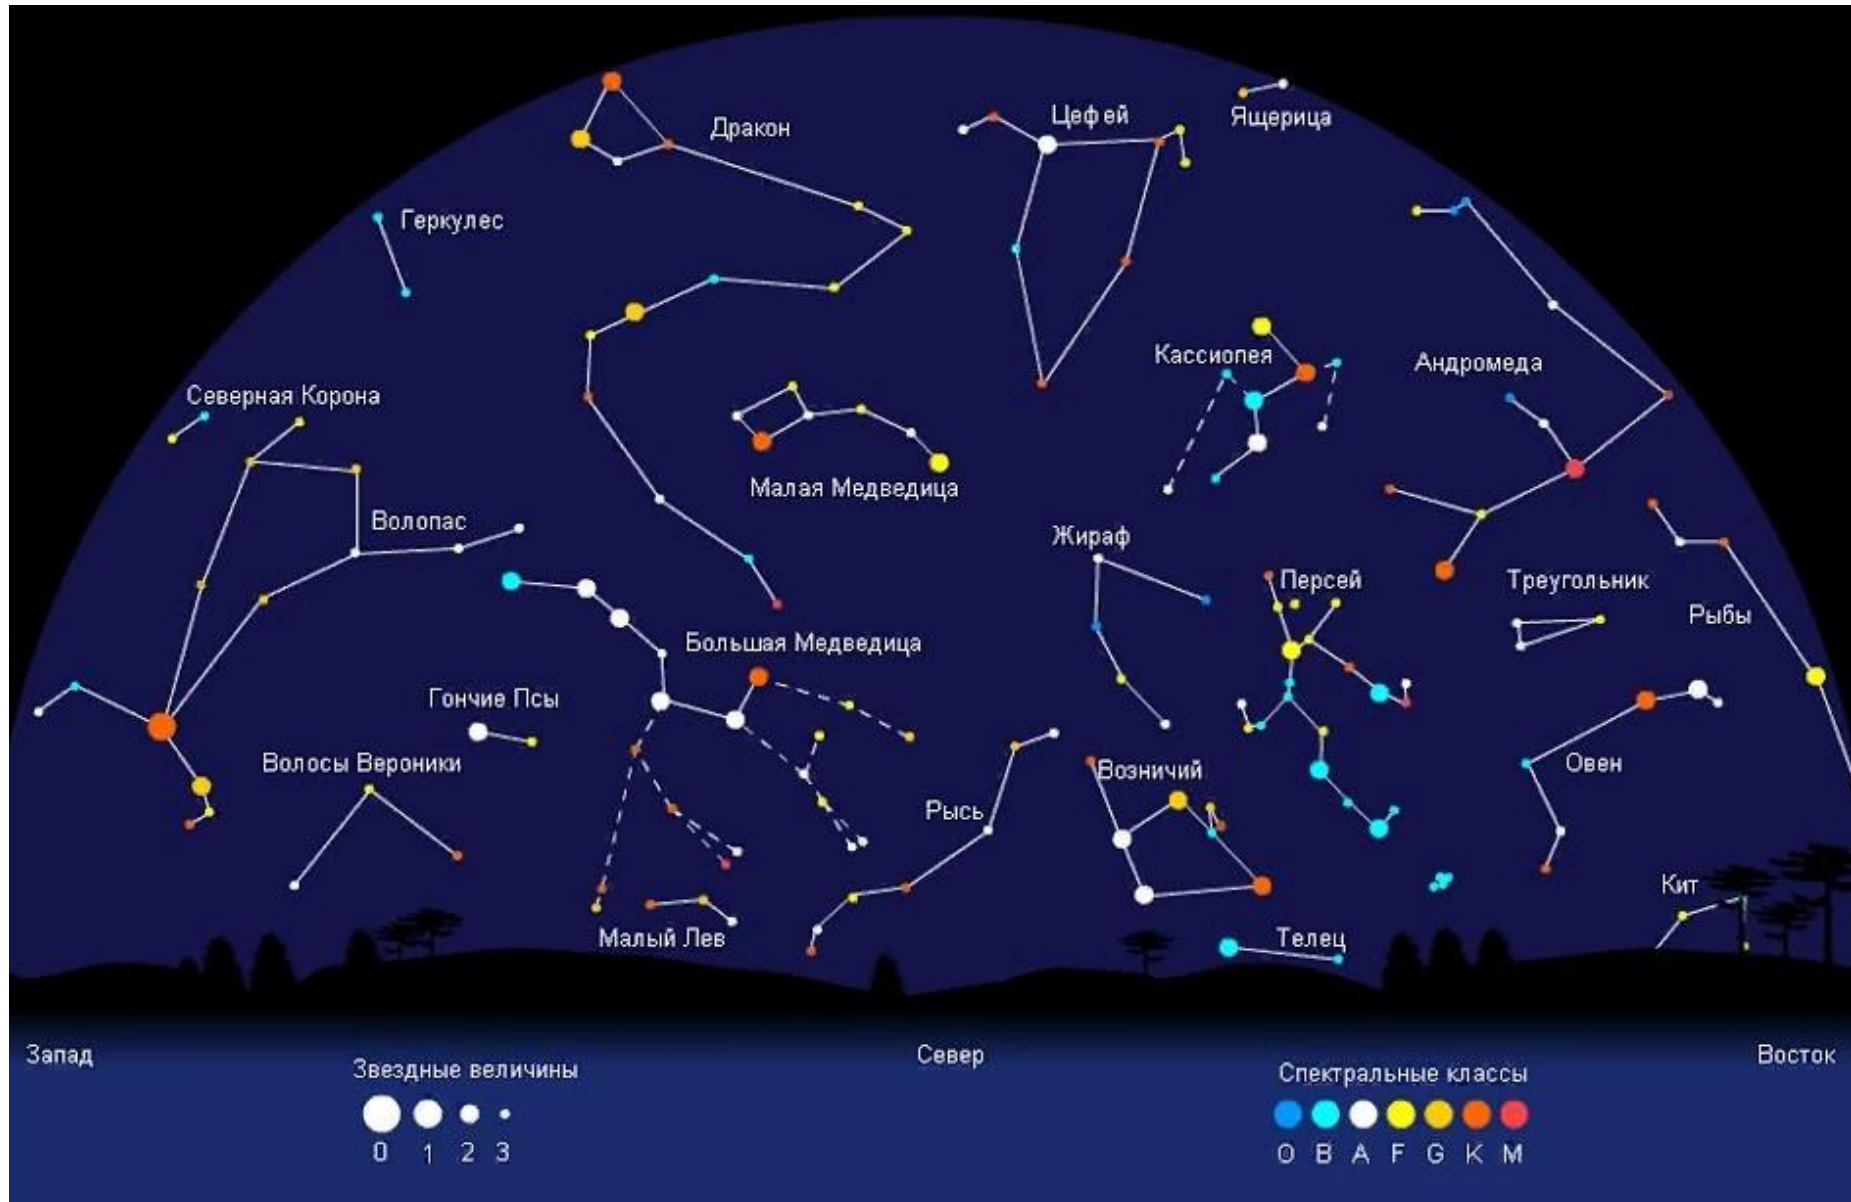 Дракон
Цефей
Ящерица
Геркулес
Кассиопея
Андромеда
Северная Корона
Малая Медведица
Волопас
Жираф
Персей
Треугольник
Рыбы
Большая Медведица
Гончие Псы
Волосы Вероники
Возничий
Овен
Рысь
Кит
Малый Лев
Телец
Запад
Север
Восток
Звездные величины
0 1 2 3
Спектральные классы
O B A F G K M